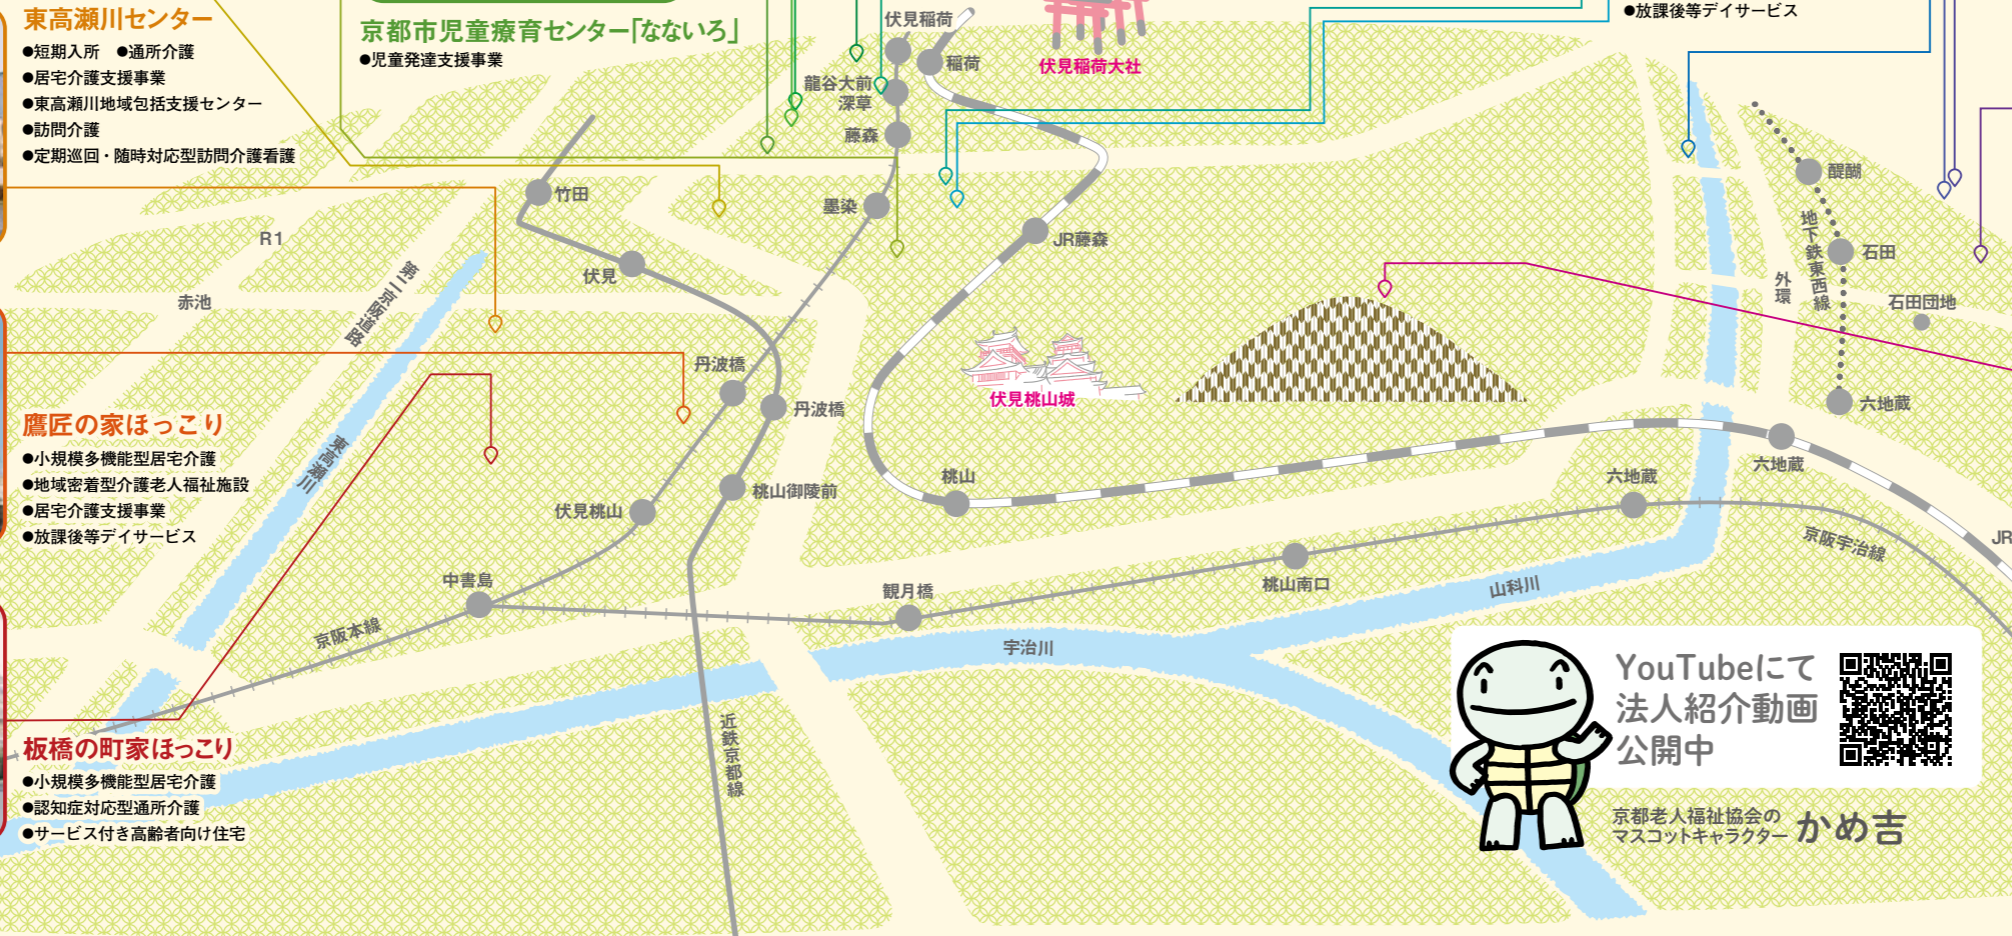 東高瀬川センター
●短期入所　●通所介護
●居宅介護支援事業
●東高瀬川地域包括支援センター
●訪問介護
●定期巡回・随時対応型訪問介護看護
京都市児童療育センター「なないろ」
●児童発達支援事業
●放課後等デイサービス
伏見稲荷
稲荷
伏見稲荷大社
龍谷大前
深草
藤森
竹田
墨染
JR藤森
伏見
R1
赤池
第二京阪道路
東高瀬川
醍醐
地下鉄東西線
石田
外環
石田団地
六地蔵
丹波橋
丹波橋
伏見桃山城
鷹匠の家ほっこり
●小規模多機能型居宅介護
●地域密着型介護老人福祉施設
●居宅介護支援事業
●放課後等デイサービス
桃山
桃山御陵前
伏見桃山
六地蔵
六地蔵
京阪宇治線
JR
中書島
観月橋
桃山南口
山科川
京阪本線
宇治川
近鉄京都線
板橋の町家ほっこり
●小規模多機能型居宅介護
●認知症対応型通所介護
●サービス付き高齢者向け住宅
YouTubeにて
法人紹介動画
公開中
京都老人福祉協会の
マスコットキャラクター かめ吉